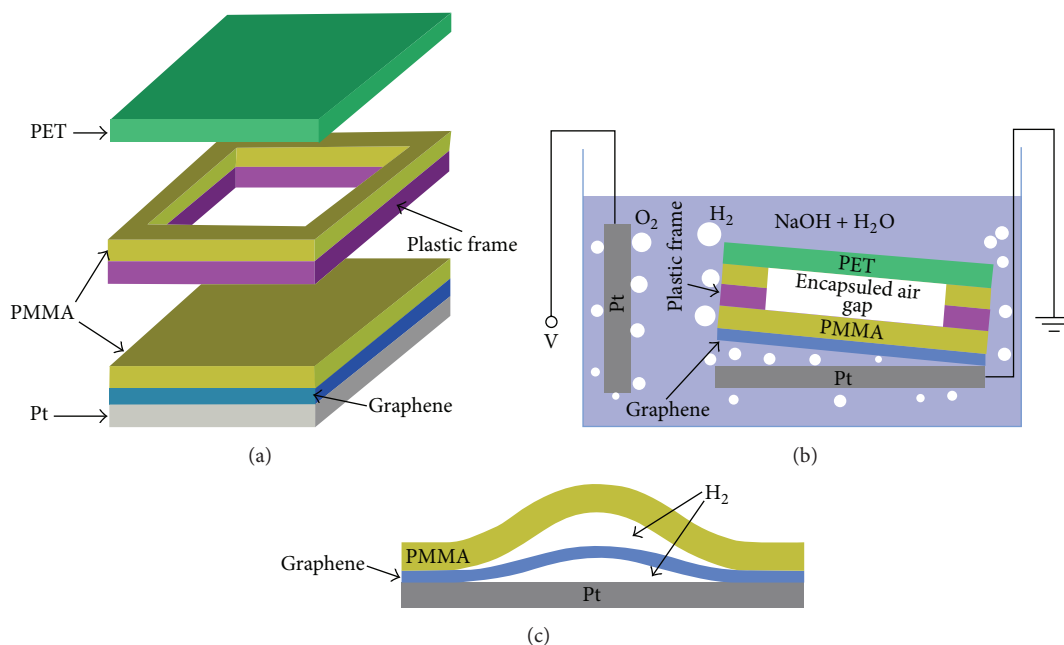 PET
Plastic frame
PMMA
Graphene
Pt
(a)
O₂
H₂
NaOH + H₂O
Plastic frame
PET
Encapsuled air
gap
PMMA
Pt
V
Pt
Graphene
(b)
H₂
PMMA
Graphene
Pt
(c)